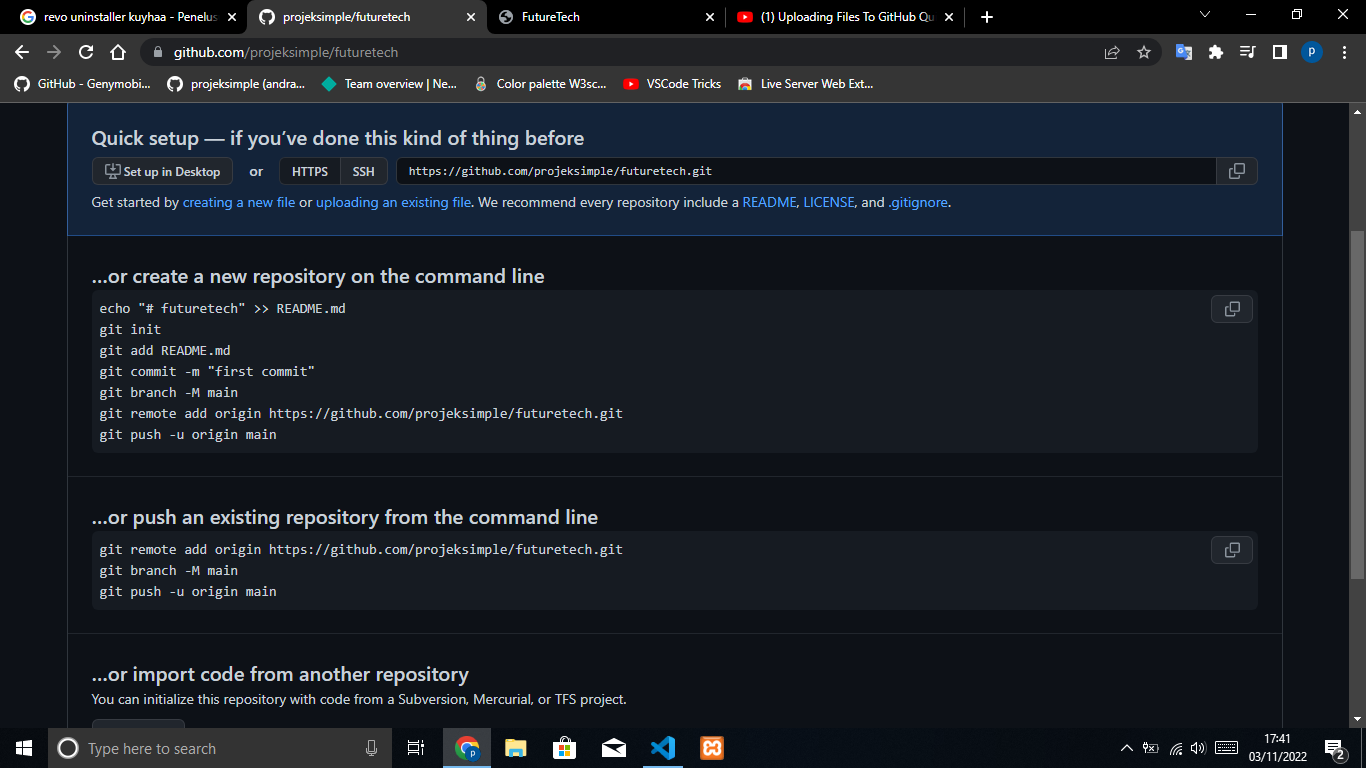 revo uninstaller kuyhaa - Penelus
projeksimple/futuretech
FutureTech
(1) Uploading Files To GitHub Qu
github.com/projeksimple/futuretech
P
GitHub - Genymobi...
projeksimple (andra...
Team overview | Ne...
Color palette W3sc...
VSCode Tricks
Live Server Web Ext...
Quick setup — if you've done this kind of thing before
Set up in Desktop or HTTPS SSH https://github.com/projeksimple/futuretech.git
Get started by creating a new file or uploading an existing file. We recommend every repository include a README, LICENSE, and .gitignore.
…or create a new repository on the command line
echo "# futuretech" >> README.md
git init
git add README.md
git commit -m "first commit"
git branch -M main
git remote add origin https://github.com/projeksimple/futuretech.git
git push -u origin main
…or push an existing repository from the command line
git remote add origin https://github.com/projeksimple/futuretech.git
git branch -M main
git push -u origin main
…or import code from another repository
You can initialize this repository with code from a Subversion, Mercurial, or TFS project.
Type here to search
17:41
03/11/2022
2